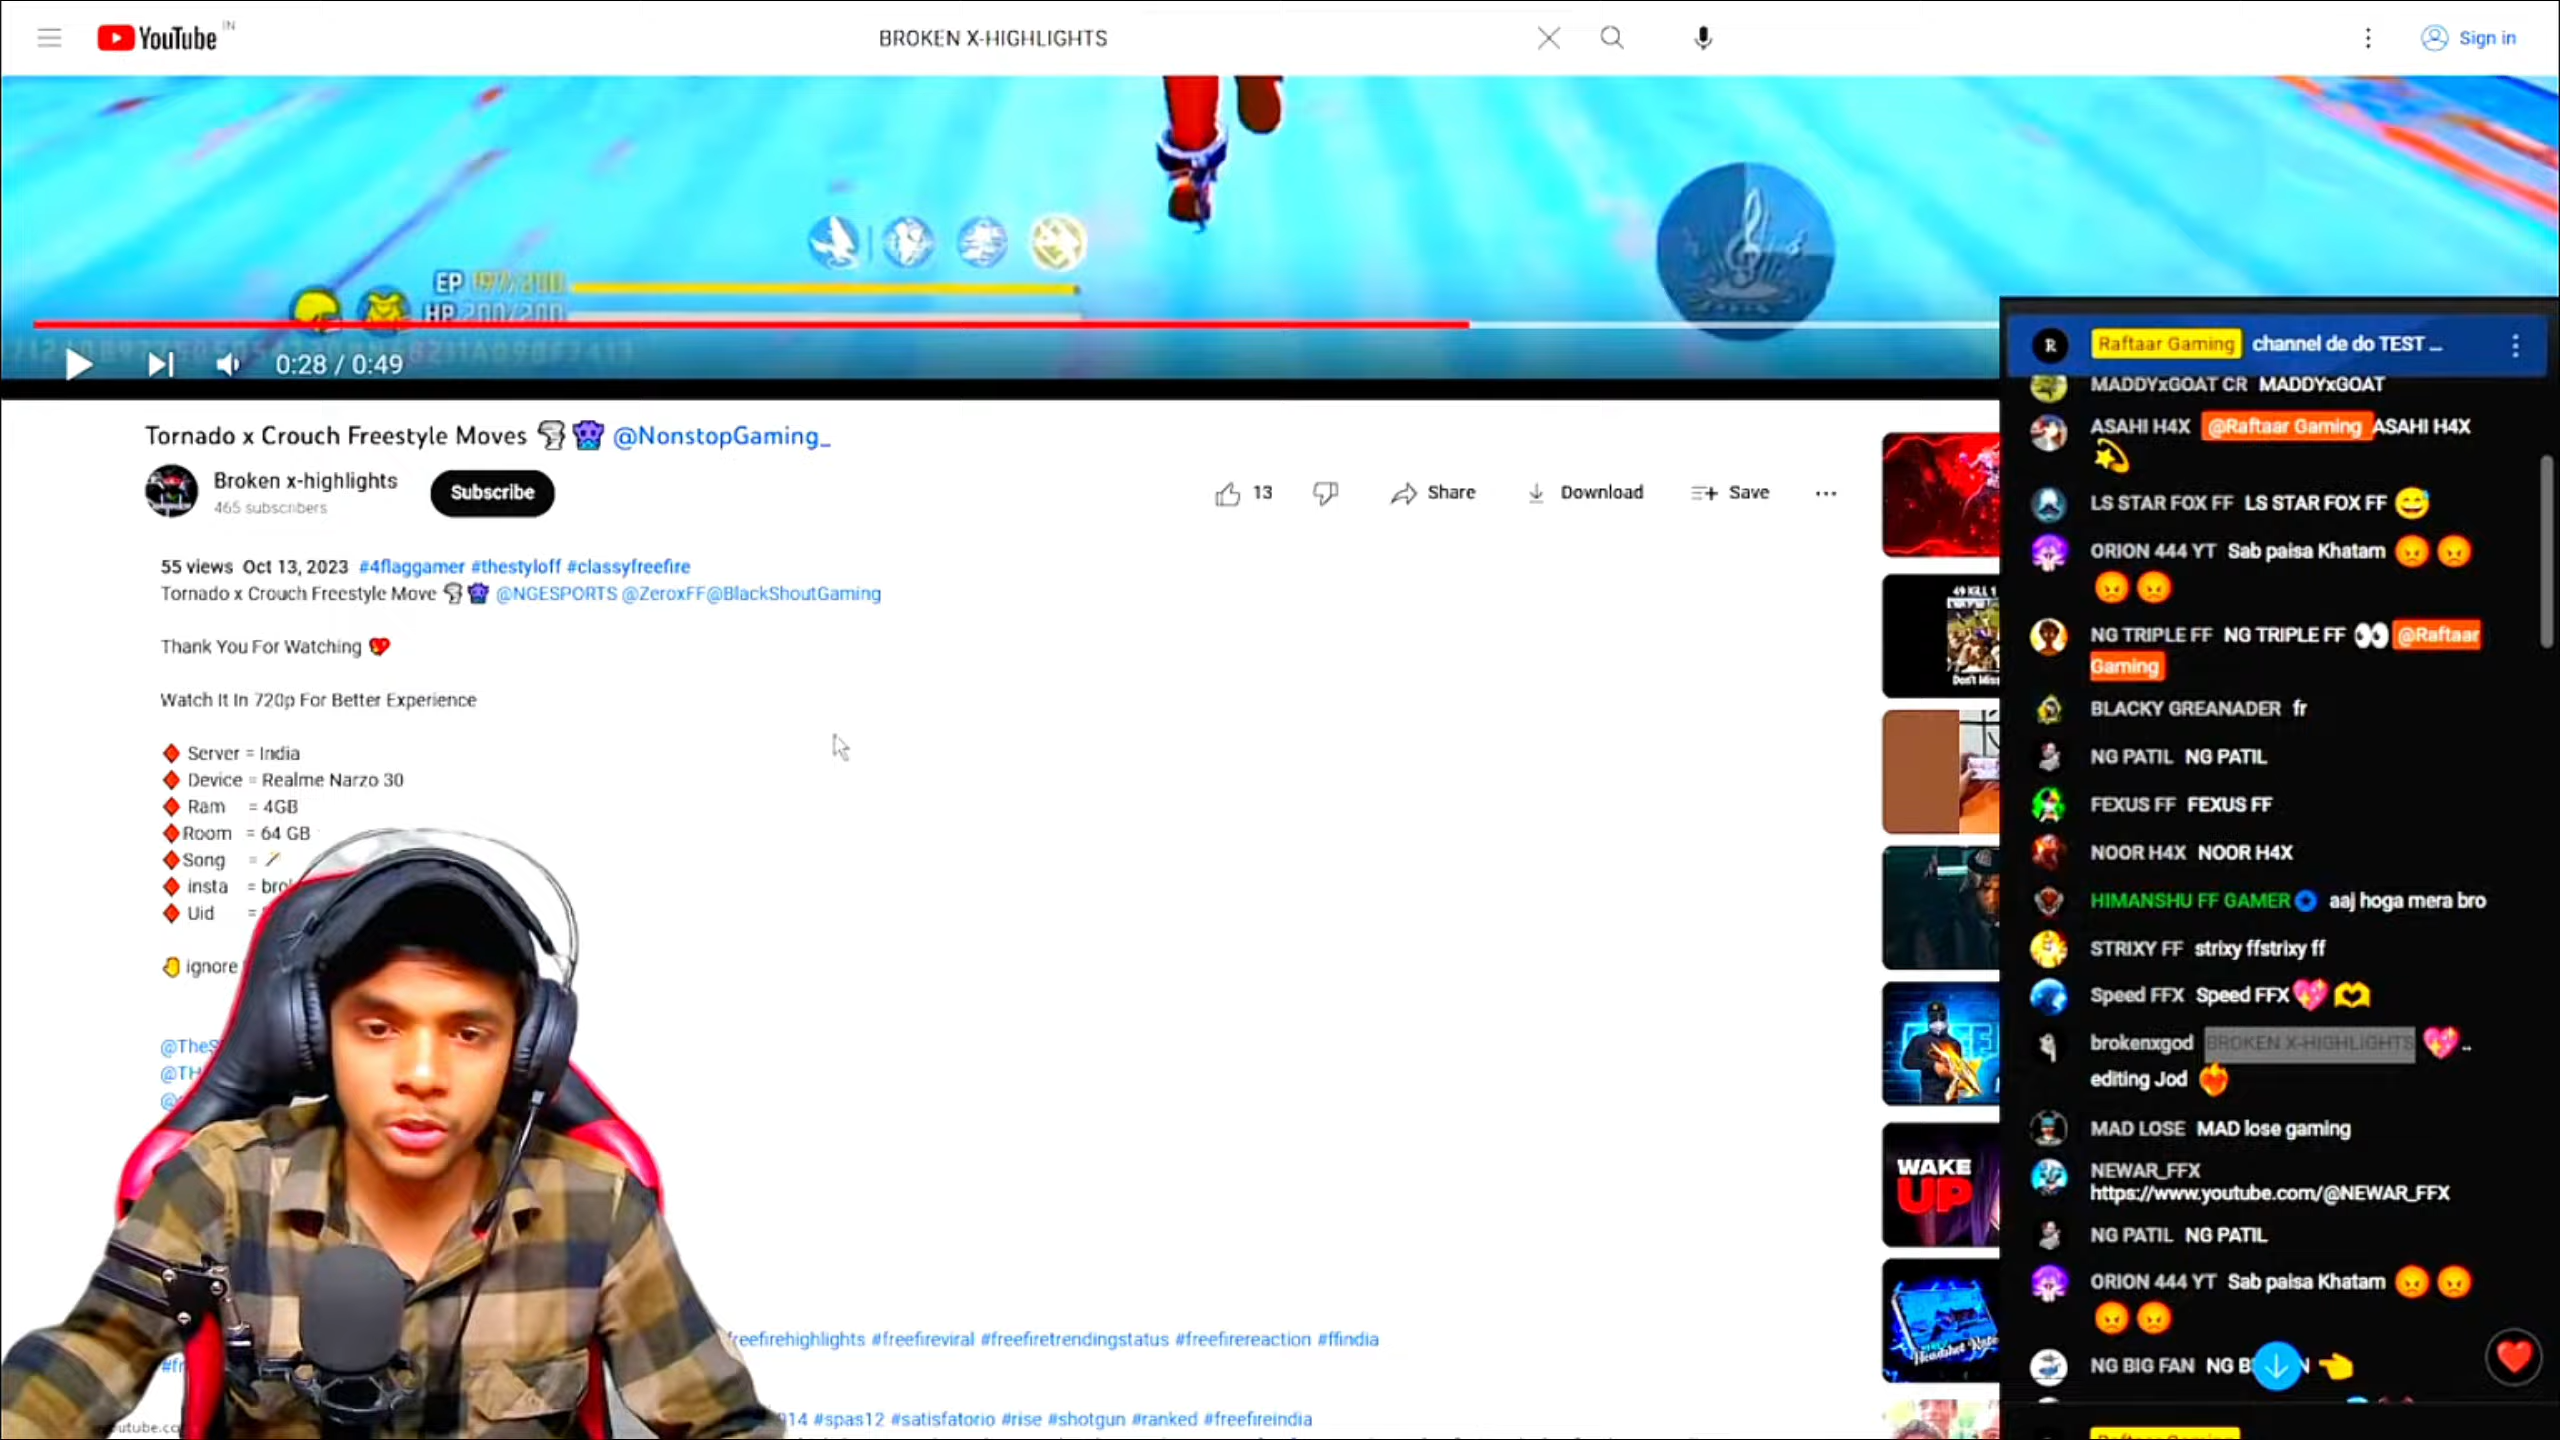 YouTube IN
BROKEN X-HIGHLIGHTS
Sign in
EP 197/200
HP 200/200
0:28 / 0:49
Tornado x Crouch Freestyle Moves 🌪️👾 @NonstopGaming_
Broken x-highlights
465 subscribers
Subscribe
13
Share
Download
Save
55 views Oct 13, 2023 #4flaggamer #thestyloff #classyfreefire
Tornado x Crouch Freestyle Move 🌪️👾 @NGESPORTS @ZeroxFF@BlackShoutGaming
Thank You For Watching 💖
Watch It In 720p For Better Experience
♦️ Server = India
♦️ Device = Realme Narzo 30
♦️ Ram = 4GB
♦️Room = 64 GB
♦️Song =
♦️ insta =
♦️ Uid =
ignore
freefirehighlights #freefireviral #freefiretrendingstatus #freefirereaction #ffindia
#spas12 #satisfatorio #rise #shotgun #ranked #freefireindia
49 KILL
WAKE
UP
Headshot Rate
R
Raftaar Gaming channel de do TEST ...
MADDYxGOAT CR MADDYxGOAT
ASAHI H4X @Raftaar Gaming ASAHI H4X
💫
LS STAR FOX FF LS STAR FOX FF 😅
ORION 444 YT Sab paisa Khatam 😡😡
😡😡
NG TRIPLE FF NG TRIPLE FF 👀 @Raftaar
Gaming
BLACKY GREANADER fr
NG PATIL NG PATIL
FEXUS FF FEXUS FF
NOOR H4X NOOR H4X
HIMANSHU FF GAMER aaj hoga mera bro
STRIXY FF strixy ffstrixy ff
Speed FFX Speed FFX💖🫶
brokenxgod BROKEN X-HIGHLIGHTS 💖..
editing Jod ❤️‍🔥
MAD LOSE MAD lose gaming
NEWAR_FFX
https://www.youtube.com/@NEWAR_FFX
NG PATIL NG PATIL
ORION 444 YT Sab paisa Khatam 😡😡
😡😡
NG BIG FAN NG